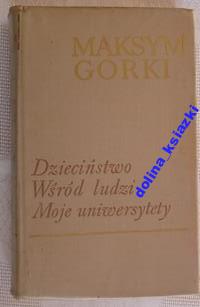 MAKSYM
GORKI
Dzieciństwo
Wśród ludzi
Moje uniwersytety
dolina_ksiazki